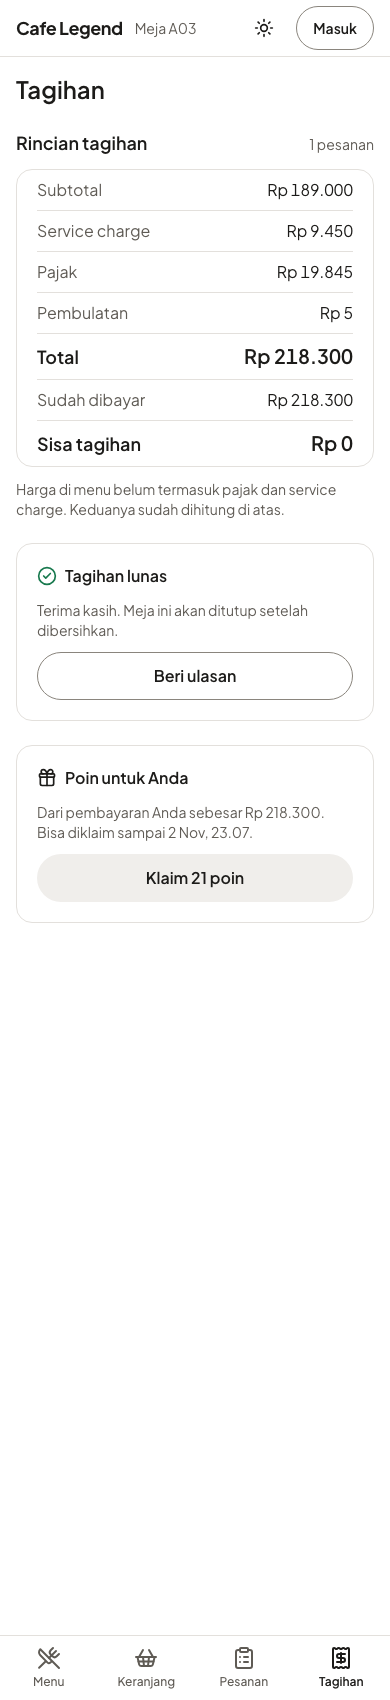 Cafe Legend Meja A03 Masuk
Tagihan
Rincian tagihan 1 pesanan
Subtotal Rp 189.000
Service charge Rp 9.450
Pajak Rp 19.845
Pembulatan Rp 5
Total Rp 218.300
Sudah dibayar Rp 218.300
Sisa tagihan Rp 0
Harga di menu belum termasuk pajak dan service
charge. Keduanya sudah dihitung di atas.
Tagihan lunas
Terima kasih. Meja ini akan ditutup setelah
dibersihkan.
Beri ulasan
Poin untuk Anda
Dari pembayaran Anda sebesar Rp 218.300.
Bisa diklaim sampai 2 Nov, 23.07.
Klaim 21 poin
Menu Keranjang Pesanan Tagihan